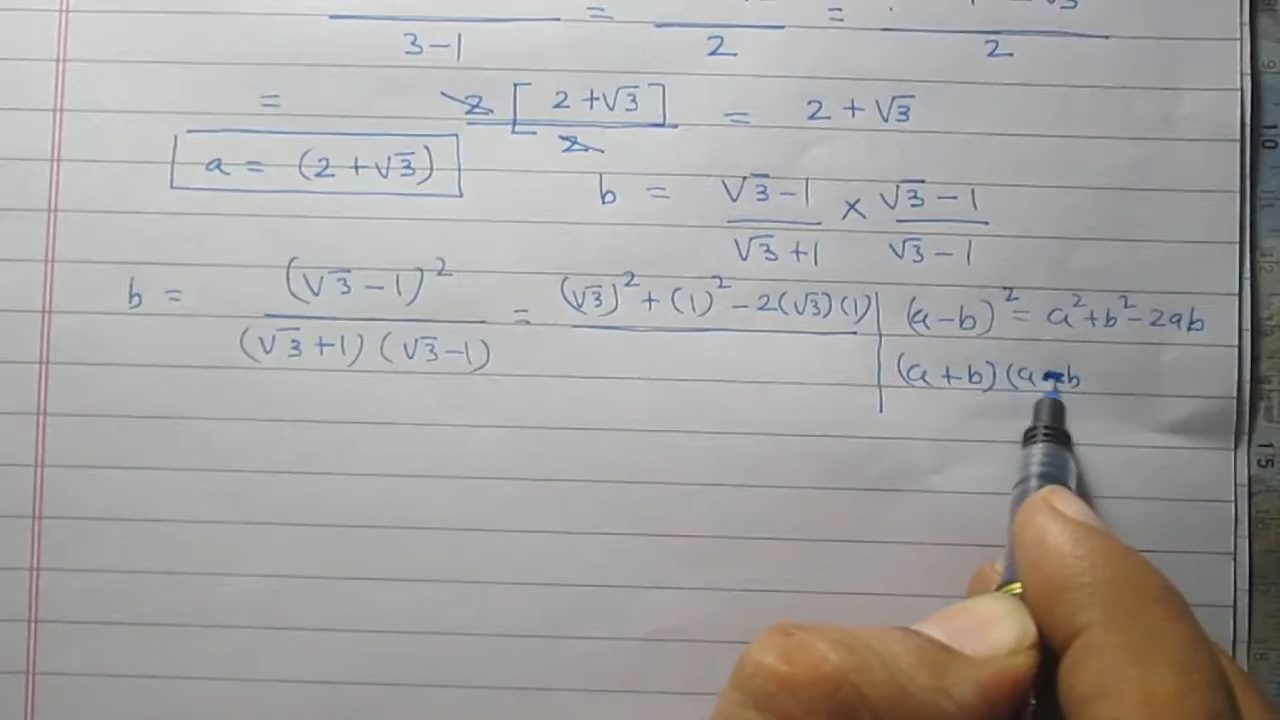 = =
3-1 2 2
= 2 [ 2 + √3 ] / 2 = 2 + √3
a = (2 + √3)
b = √3 - 1 / √3 + 1 × √3 - 1 / √3 - 1
b = (√3 - 1)² / (√3 + 1) (√3 - 1) = (√3)² + (1)² - 2(√3)(1) | (a - b)² = a² + b² - 2ab
(a + b) (a - b